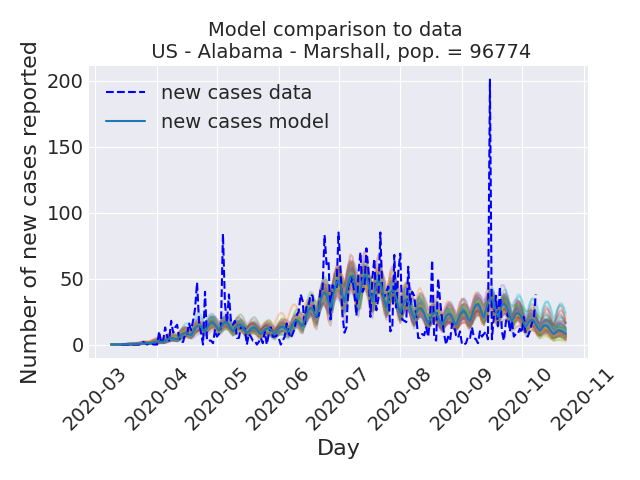 Model comparison to data
US - Alabama - Marshall, pop. = 96774
Number of new cases reported
200
150
100
50
0
new cases data
new cases model
2020-03
2020-04
2020-05
2020-06
2020-07
2020-08
2020-09
2020-10
2020-11
Day